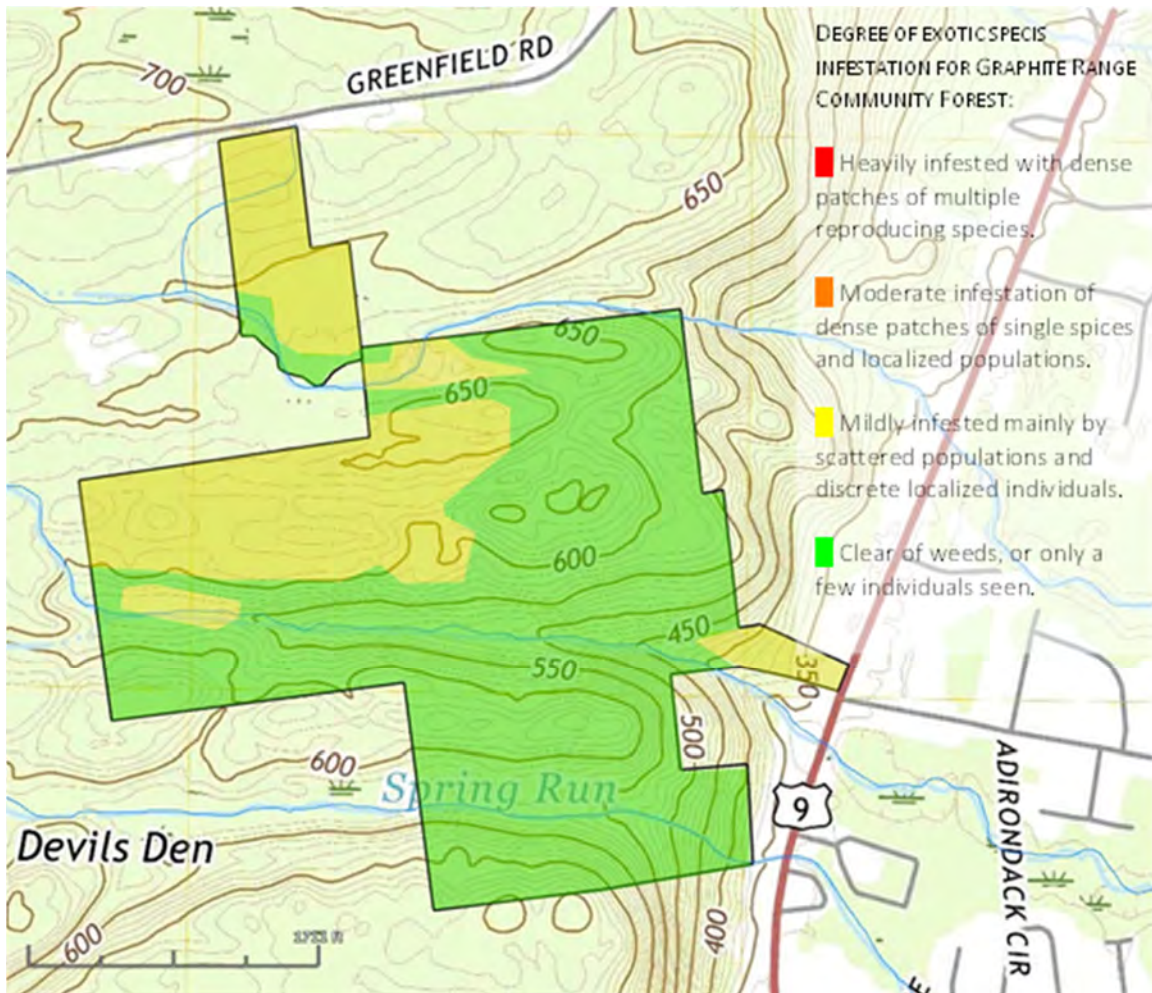 DEGREE OF EXOTIC SPECIS
INFESTATION FOR GRAPHITE RANGE
COMMUNITY FOREST:
Heavily infested with dense
patches of multiple
reproducing species.
Moderate infestation of
dense patches of single spices
and localized populations.
Mildly infested mainly by
scattered populations and
discrete localized individuals.
Clear of weeds, or only a
few individuals seen.
GREENFIELD RD
700
650
650
650
600
450
550
350
500
600
Spring Run
9
Devils Den
ADIRONDACK CIR
400
600